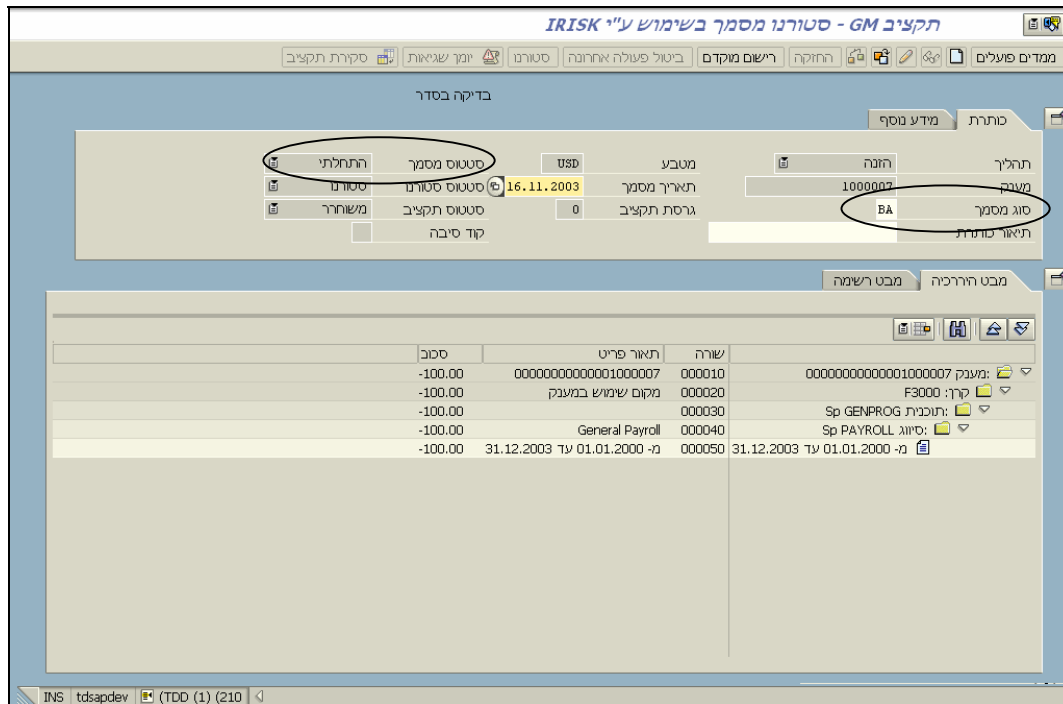 תקציב GM - סטורנו מסמך בשימוש ע"י IRISK
ממדים פועלים החזקה רישום מוקדם ביטול פעולה אחרונה סטורנו יומן שגיאות סקירת תקציב
בדיקה בסדר
כותרת מידע נוסף
תהליך הזנה מטבע USD סטטוס מסמך התחלתי
מענק 1000007 תאריך מסמך 16.11.2003 סטטוס סטורנו סטורנו
סוג מסמך BA גרסת תקציב 0 סטטוס תקציב משוחרר
תיאור כותרת קוד סיבה
מבט היררכיה מבט רשימה
שורה תאור פריט סכום
מענק: 00000000000001000007 000010 00000000000001000007 -100.00
קרן: F3000 000020 מקום שימוש במענק -100.00
תוכנית: Sp GENPROG 000030 -100.00
סיווג: Sp PAYROLL 000040 General Payroll -100.00
מ- 01.01.2000 עד 31.12.2003 000050 מ- 01.01.2000 עד 31.12.2003 -100.00
INS tdsapdev (TDD (1) (210